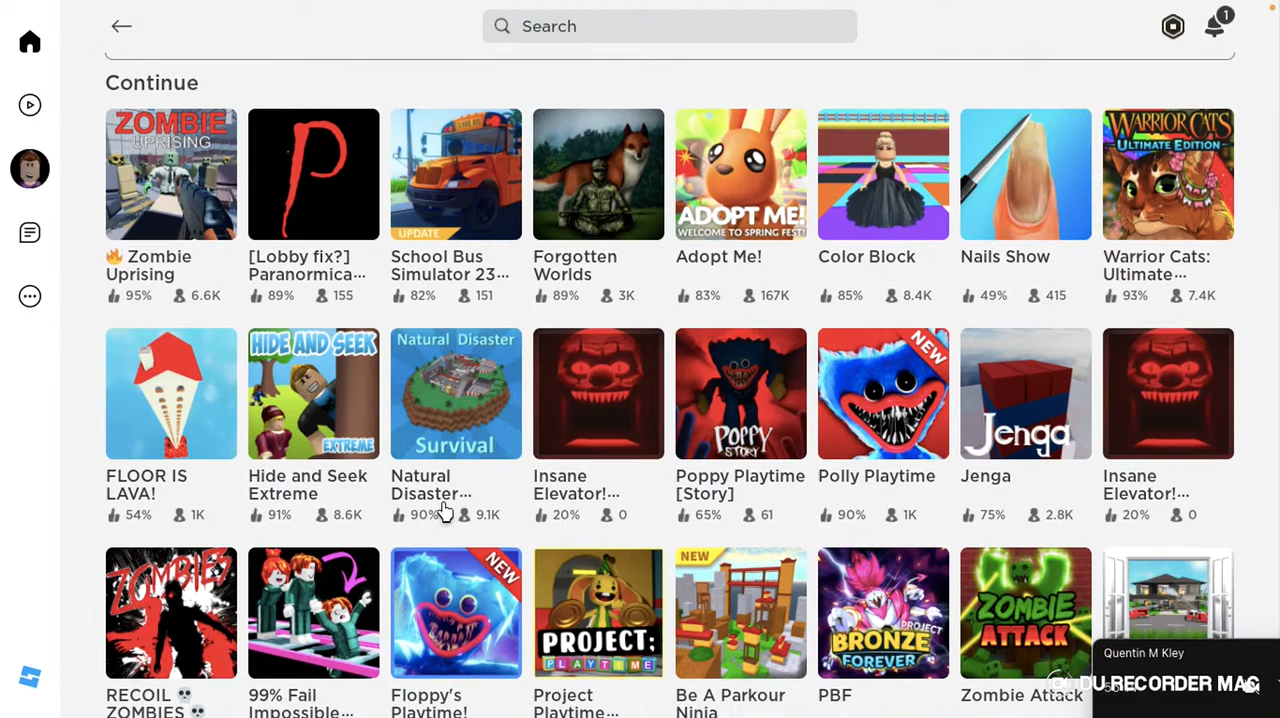 Search
1
Continue
ZOMBIE
UPRISING
P
UPDATE
ADOPT ME!
WELCOME TO SPRING FEST!
WARRIOR CATS
ULTIMATE EDITION
🔥 Zombie
Uprising
[Lobby fix?]
Paranormica...
School Bus
Simulator 23...
Forgotten
Worlds
Adopt Me!
Color Block
Nails Show
Warrior Cats:
Ultimate...
95% 6.6K
89% 155
82% 151
89% 3K
83% 167K
85% 8.4K
49% 415
93% 7.4K
HIDE AND SEEK
EXTREME
Natural Disaster
Survival
POPPY
STORY
NEW
Jenga
FLOOR IS
LAVA!
Hide and Seek
Extreme
Natural
Disaster...
Insane
Elevator!...
Poppy Playtime
[Story]
Polly Playtime
Jenga
Insane
Elevator!...
54% 1K
91% 8.6K
90% 9.1K
20% 0
65% 61
90% 1K
75% 2.8K
20% 0
ZOMBIES
NEW
PROJECT;
PLAYTIME
NEW
PROJECT
BRONZE
FOREVER
ZOMBIE
ATTACK
RECOIL 💀
ZOMBIES 💀
99% Fail
Impossible...
Floppy's
Playtime!
Project
Playtime...
Be A Parkour
Ninja
PBF
Zombie Attack
Quentin M Kley
DU RECORDER MAC